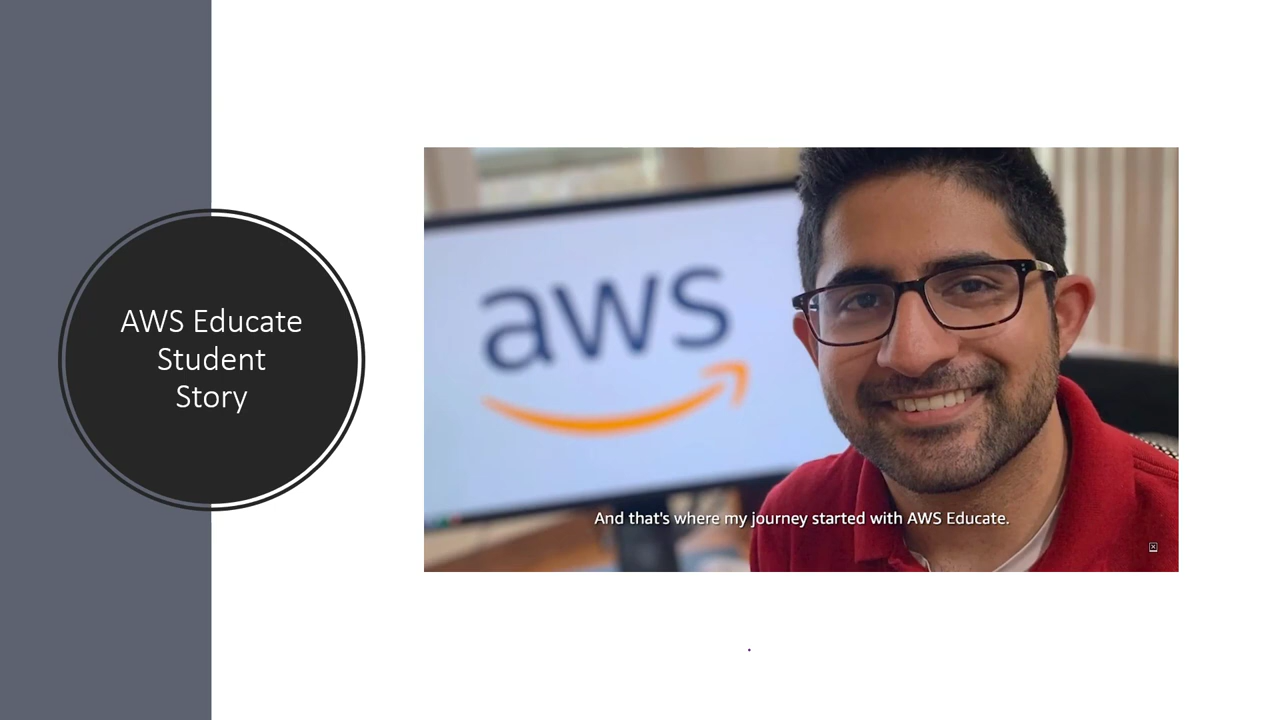 AWS Educate
Student
Story
aws
And that's where my journey started with AWS Educate.
.